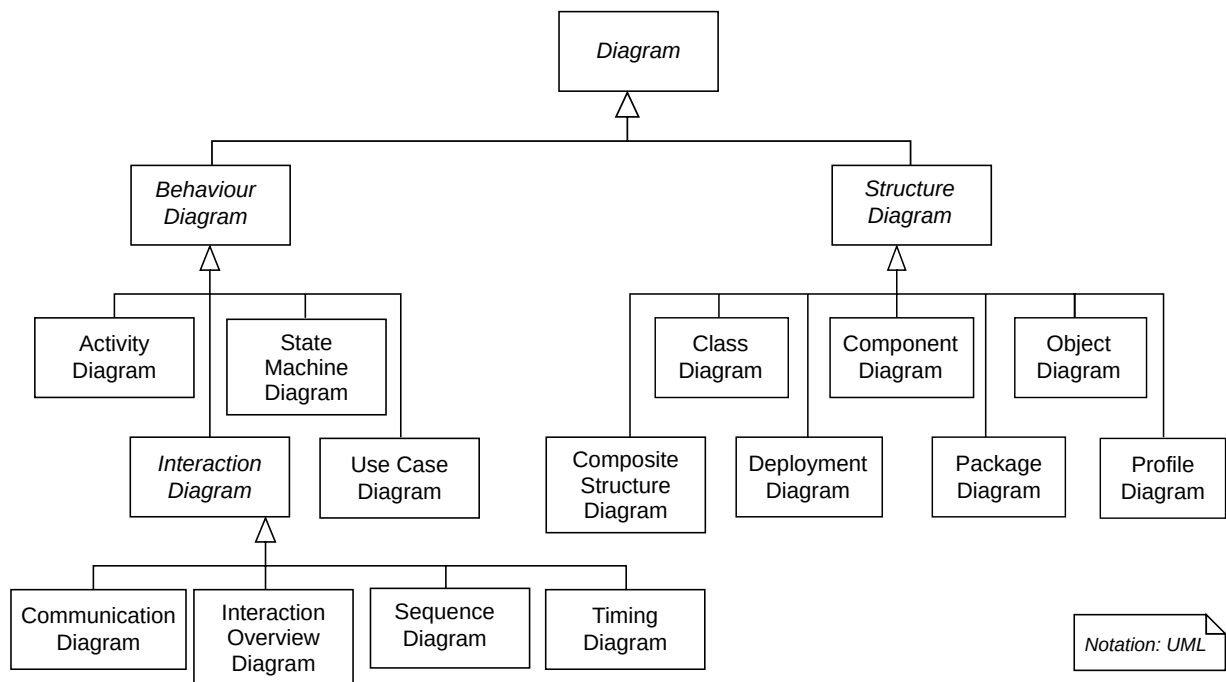 Diagram
Behaviour
Diagram
Structure
Diagram
Activity
Diagram
State
Machine
Diagram
Class
Diagram
Component
Diagram
Object
Diagram
Interaction
Diagram
Use Case
Diagram
Composite
Structure
Diagram
Deployment
Diagram
Package
Diagram
Profile
Diagram
Communication
Diagram
Interaction
Overview
Diagram
Sequence
Diagram
Timing
Diagram
Notation: UML